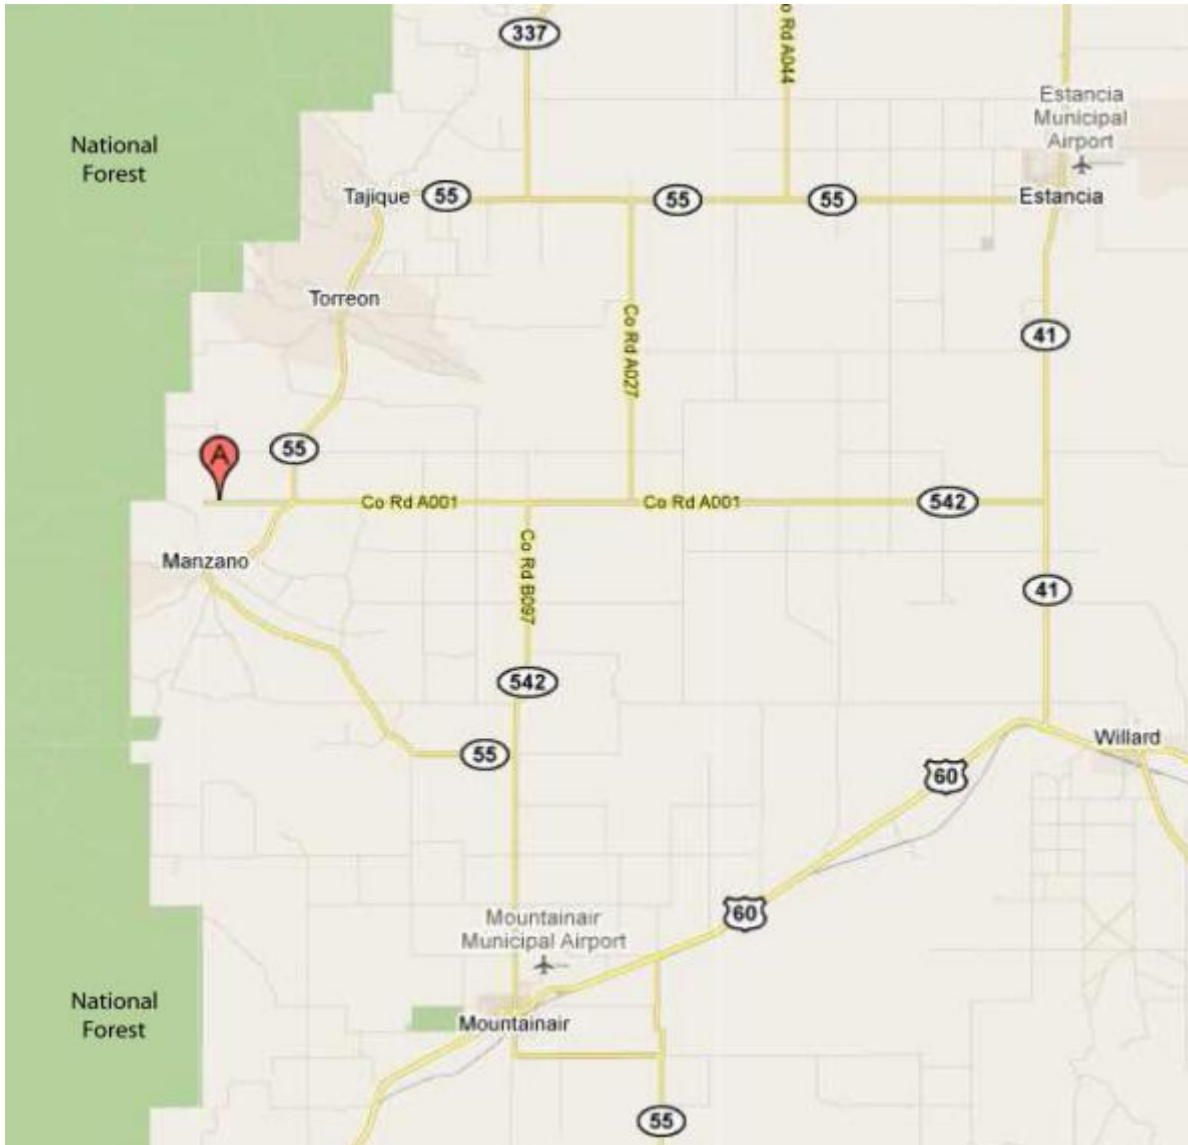 337
o Rd A044
Estancia
Municipal
Airport
National
Forest
Tajique
55
55
55
Estancia
Torreon
Co Rd A027
41
A
55
Co Rd A001
Co Rd A001
542
Manzano
Co Rd B097
41
542
55
Willard
60
60
Mountainair
Municipal Airport
National
Forest
Mountainair
55